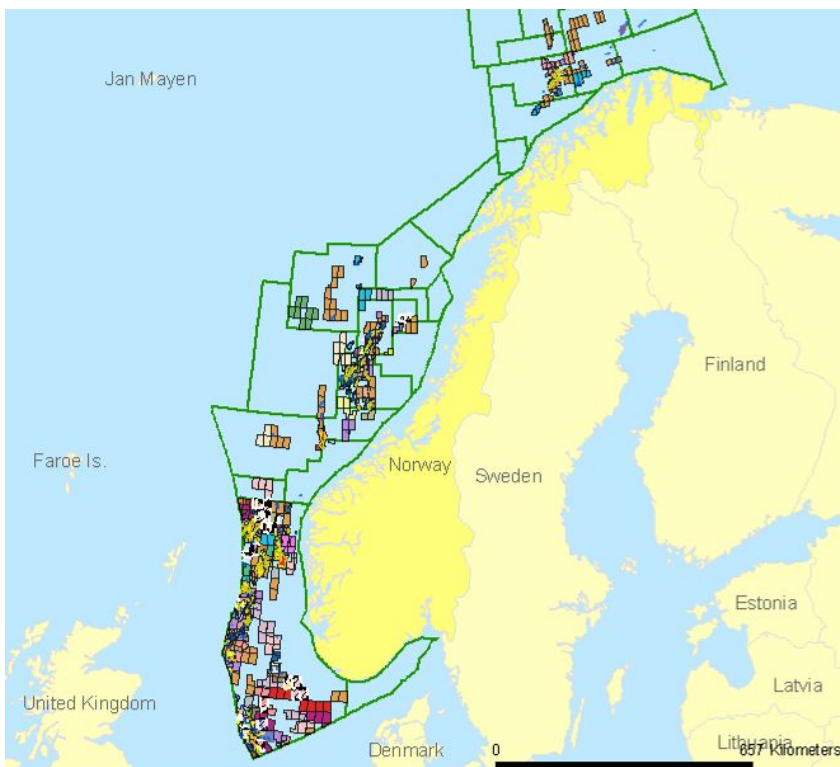 Jan Mayen
Finland
Faroe Is.
Norway
Sweden
Estonia
United Kingdom
Latvia
Denmark
Lithuania
0
657 Kilometers